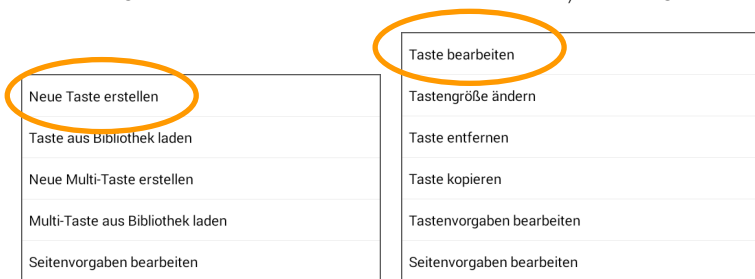 Neue Taste erstellen
Taste aus Bibliothek laden
Neue Multi-Taste erstellen
Multi-Taste aus Bibliothek laden
Seitenvorgaben bearbeiten
Taste bearbeiten
Tastengröße ändern
Taste entfernen
Taste kopieren
Tastenvorgaben bearbeiten
Seitenvorgaben bearbeiten